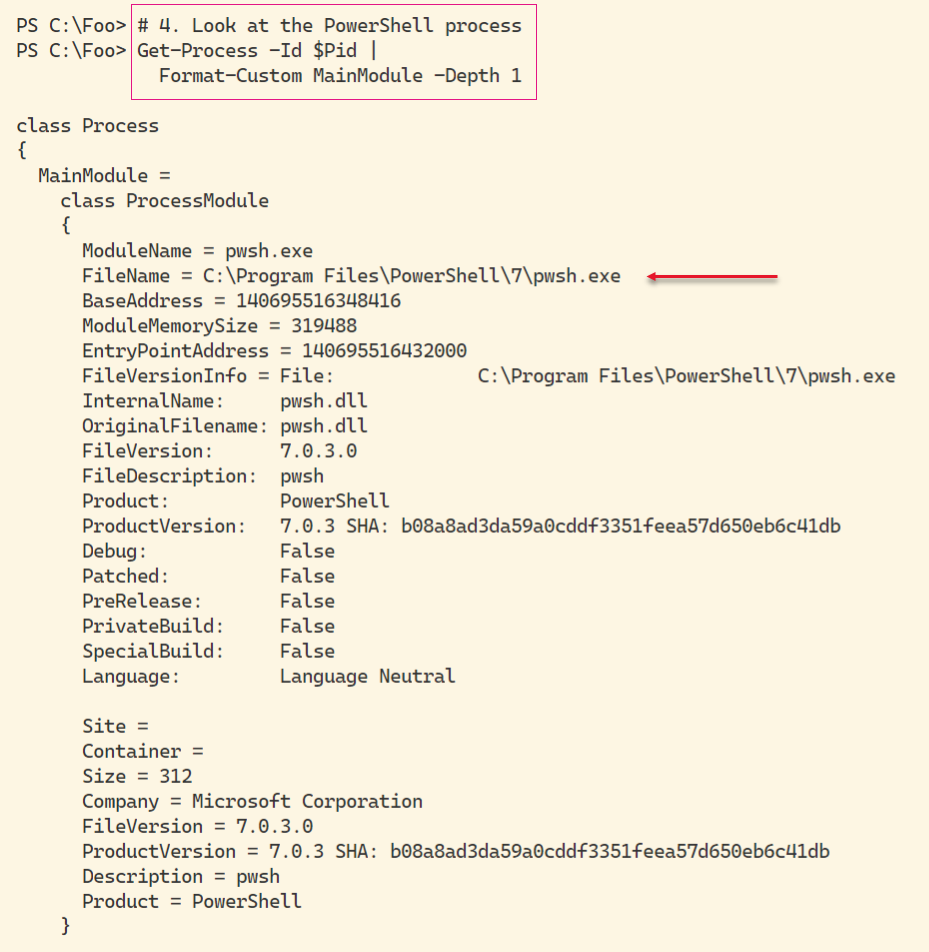 PS C:\Foo> # 4. Look at the PowerShell process
PS C:\Foo> Get-Process -Id $Pid |
Format-Custom MainModule -Depth 1
class Process
{
MainModule =
class ProcessModule
{
ModuleName = pwsh.exe
FileName = C:\Program Files\PowerShell\7\pwsh.exe
BaseAddress = 140695516348416
ModuleMemorySize = 319488
EntryPointAddress = 140695516432000
FileVersionInfo = File: C:\Program Files\PowerShell\7\pwsh.exe
InternalName: pwsh.dll
OriginalFilename: pwsh.dll
FileVersion: 7.0.3.0
FileDescription: pwsh
Product: PowerShell
ProductVersion: 7.0.3 SHA: b08a8ad3da59a0cddf3351feea57d650eb6c41db
Debug: False
Patched: False
PreRelease: False
PrivateBuild: False
SpecialBuild: False
Language: Language Neutral
Site =
Container =
Size = 312
Company = Microsoft Corporation
FileVersion = 7.0.3.0
ProductVersion = 7.0.3 SHA: b08a8ad3da59a0cddf3351feea57d650eb6c41db
Description = pwsh
Product = PowerShell
}